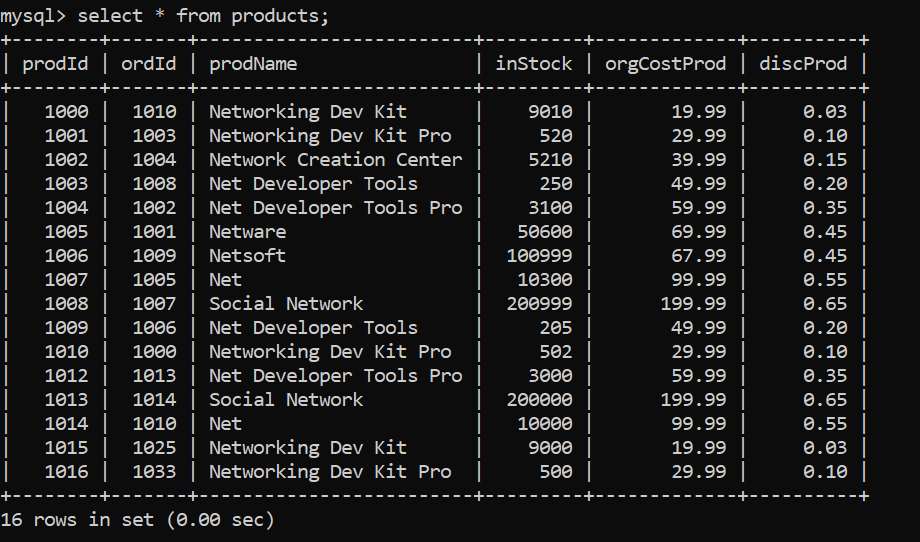 mysql> select * from products;
+--------+-------+-------------------------+---------+-------------+----------+
| prodId | ordId | prodName                | inStock | orgCostProd | discProd |
+--------+-------+-------------------------+---------+-------------+----------+
|   1000 |  1010 | Networking Dev Kit      |    9010 |       19.99 |     0.03 |
|   1001 |  1003 | Networking Dev Kit Pro  |     520 |       29.99 |     0.10 |
|   1002 |  1004 | Network Creation Center |    5210 |       39.99 |     0.15 |
|   1003 |  1008 | Net Developer Tools     |     250 |       49.99 |     0.20 |
|   1004 |  1002 | Net Developer Tools Pro |    3100 |       59.99 |     0.35 |
|   1005 |  1001 | Netware                 |   50600 |       69.99 |     0.45 |
|   1006 |  1009 | Netsoft                 |  100999 |       67.99 |     0.45 |
|   1007 |  1005 | Net                     |   10300 |       99.99 |     0.55 |
|   1008 |  1007 | Social Network          |  200999 |      199.99 |     0.65 |
|   1009 |  1006 | Net Developer Tools     |     205 |       49.99 |     0.20 |
|   1010 |  1000 | Networking Dev Kit Pro  |     502 |       29.99 |     0.10 |
|   1012 |  1013 | Net Developer Tools Pro |    3000 |       59.99 |     0.35 |
|   1013 |  1014 | Social Network          |  200000 |      199.99 |     0.65 |
|   1014 |  1010 | Net                     |   10000 |       99.99 |     0.55 |
|   1015 |  1025 | Networking Dev Kit      |    9000 |       19.99 |     0.03 |
|   1016 |  1033 | Networking Dev Kit Pro  |     500 |       29.99 |     0.10 |
+--------+-------+-------------------------+---------+-------------+----------+
16 rows in set (0.00 sec)